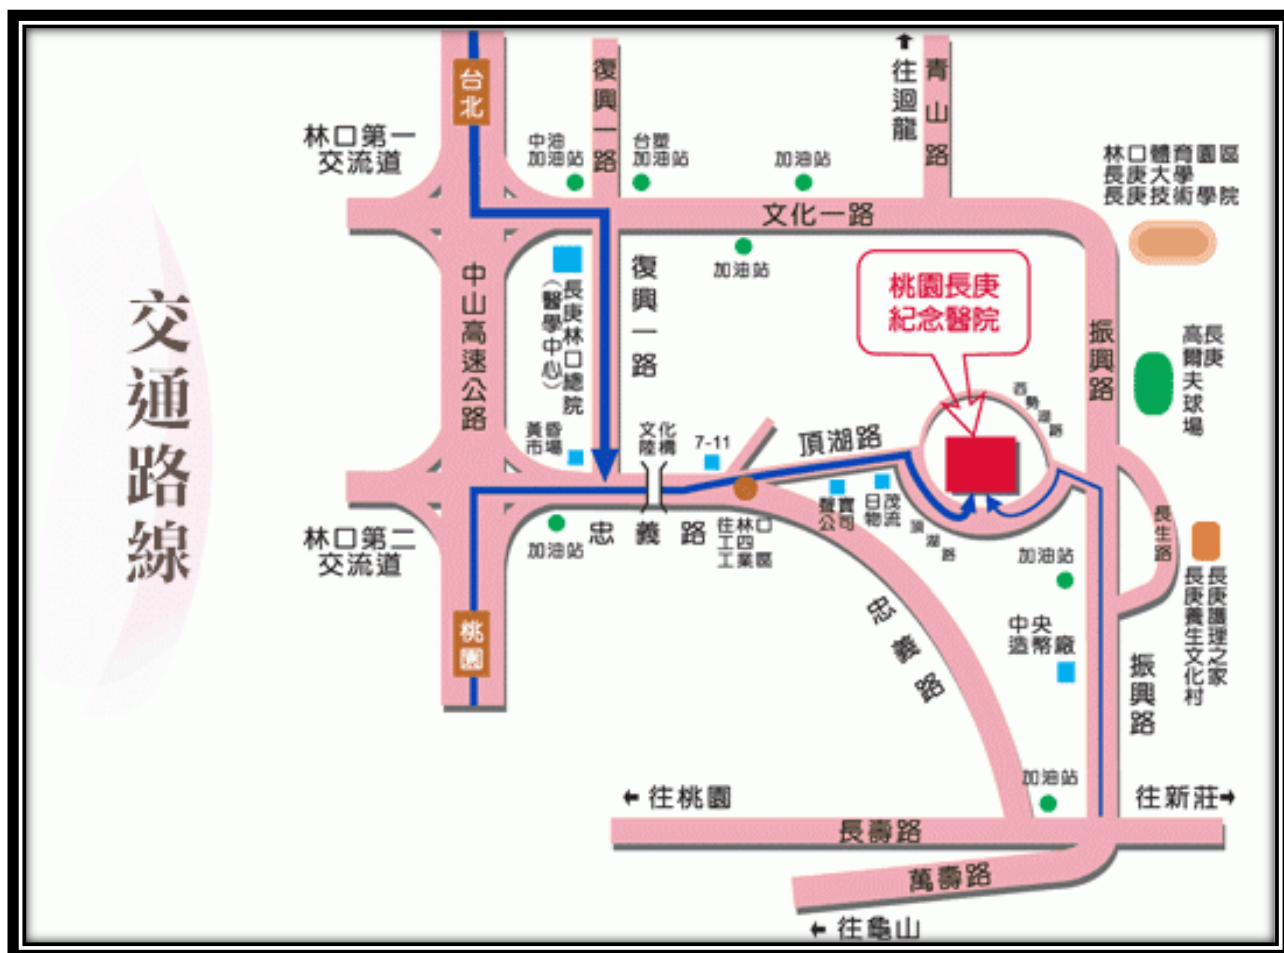 交通路線
台北
復興一路
往迴龍
青山路
林口第一
交流道
中油
加油站
台塑
加油站
加油站
林口體育園區
長庚大學
長庚技術學院
文化一路
加油站
中山高速公路
長庚林口總院
(醫學中心)
復興一路
桃園長庚
紀念醫院
振興路
長庚
高爾夫球場
西勢湖路
黃昏
市場
文化
陸橋
7-11
頂湖路
聲寶
公司
日茂
物流
頂湖路
長生路
林口第二
交流道
加油站
忠義路
往林口
工四
工業區
加油站
長庚護理之家
長庚養生文化村
桃園
忠義路
中央
造幣廠
振興路
加油站
往桃園
往新莊
長壽路
萬壽路
往龜山